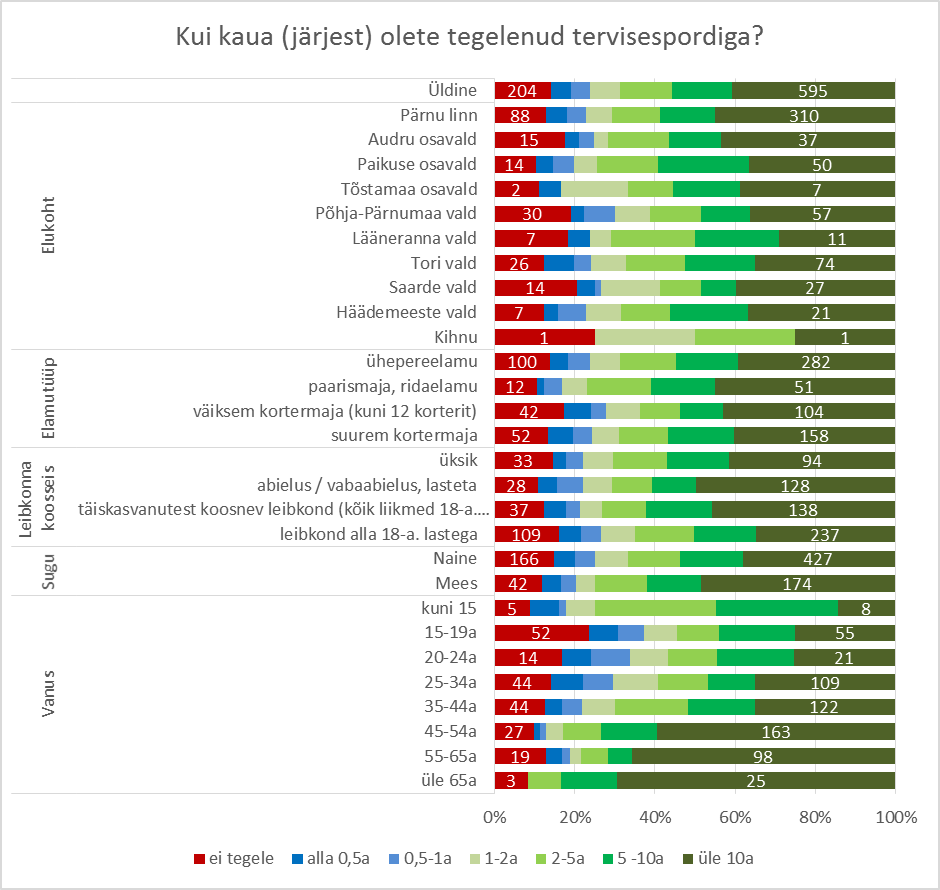 Kui kaua (järjest) olete tegelenud tervisespordiga?
Üldine 204 595
Elukoht
Pärnu linn 88 310
Audru osavald 15 37
Paikuse osavald 14 50
Tõstamaa osavald 2 7
Põhja-Pärnumaa vald 30 57
Lääneranna vald 7 11
Tori vald 26 74
Saarde vald 14 27
Häädemeeste vald 7 21
Kihnu 1 1
Elamutüüp
ühepereelamu 100 282
paarismaja, ridaelamu 12 51
väiksem kortermaja (kuni 12 korterit) 42 104
suurem kortermaja 52 158
Leibkonna
koosseis
üksik 33 94
abielus / vabaabielus, lasteta 28 128
täiskasvanutest koosnev leibkond (kõik liikmed 18-a.... 37 138
leibkond alla 18-a. lastega 109 237
Sugu
Naine 166 427
Mees 42 174
Vanus
kuni 15 5 8
15-19a 52 55
20-24a 14 21
25-34a 44 109
35-44a 44 122
45-54a 27 163
55-65a 19 98
üle 65a 3 25
0% 20% 40% 60% 80% 100%
ei tegele alla 0,5a 0,5-1a 1-2a 2-5a 5 -10a üle 10a